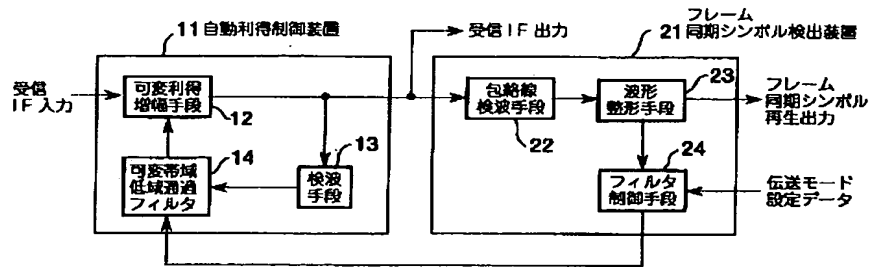 11 自動利得制御装置
受信IF出力
フレーム
21 同期シンボル検出装置
受信
IF入力
可変利得
増幅手段
12
包絡線
検波手段
22
波形
整形手段
23
フレーム
同期シンボル
再生出力
14
可変帯域
低域通過
フィルタ
13
検波
手段
24
フィルタ
制御手段
伝送モード
設定データ